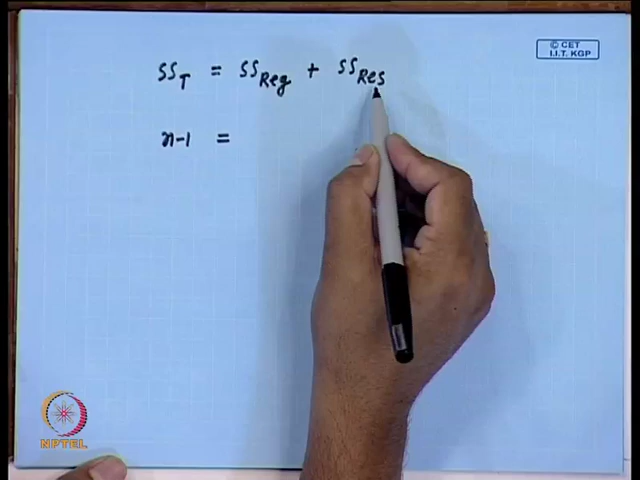 © CET
I.I.T. KGP
SS_T = SS_Reg + SS_Res
n-1 =
NPTEL